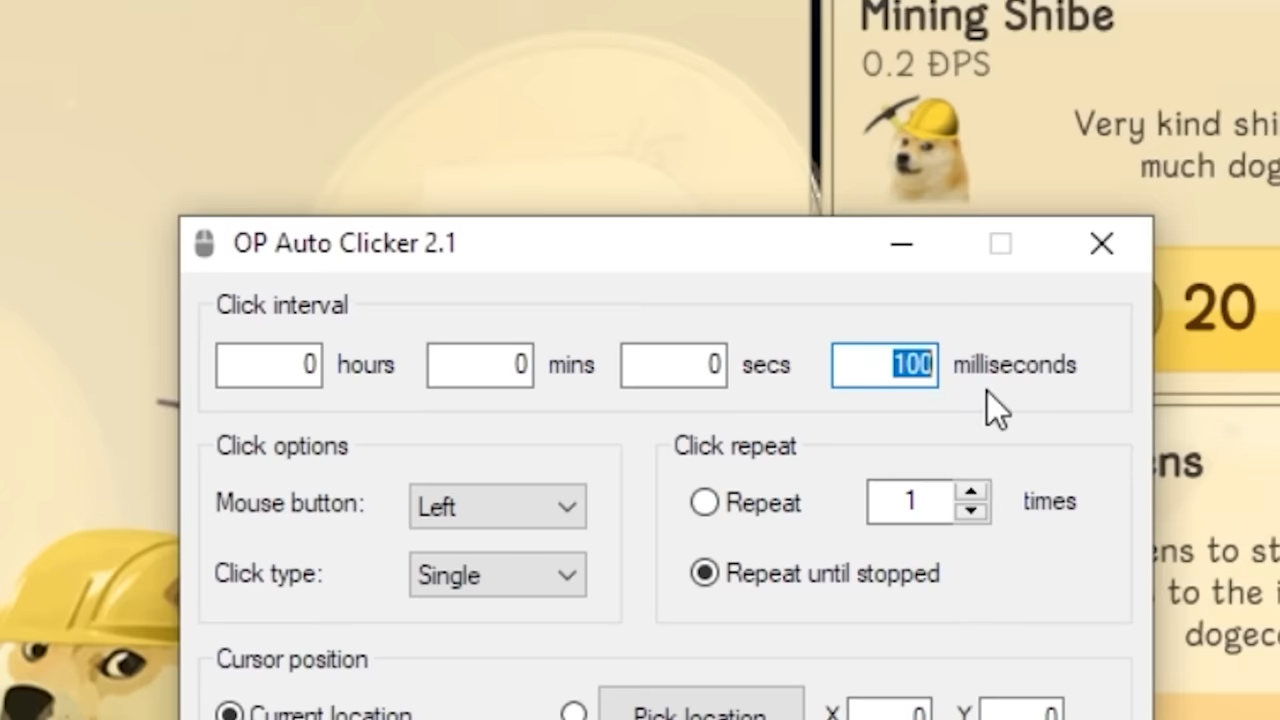 Mining Shibe
0.2 ÐPS
Very kind shi
much dog
OP Auto Clicker 2.1
20
Click interval
0 hours 0 mins 0 secs 100 milliseconds
Click options
Click repeat
ns
Mouse button: Left
Repeat 1 times
ens to st
Click type: Single
Repeat until stopped
to the i
dogec
Cursor position
Current location Pick location X 0 Y 0